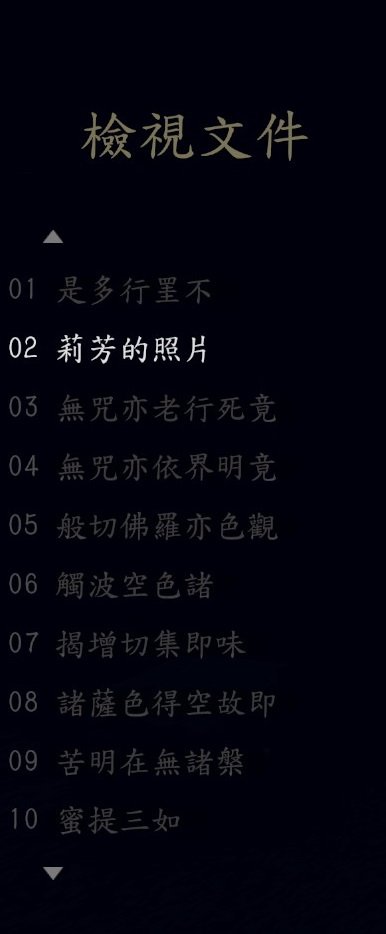 檢視文件
01 是多行罣不
02 莉芳的照片
03 無咒亦老行死竟
04 無咒亦依界明竟
05 般切佛羅亦色觀
06 觸波空色諸
07 揭增切集即味
08 諸薩色得空故即
09 苦明在無諸槃
10 蜜提三如